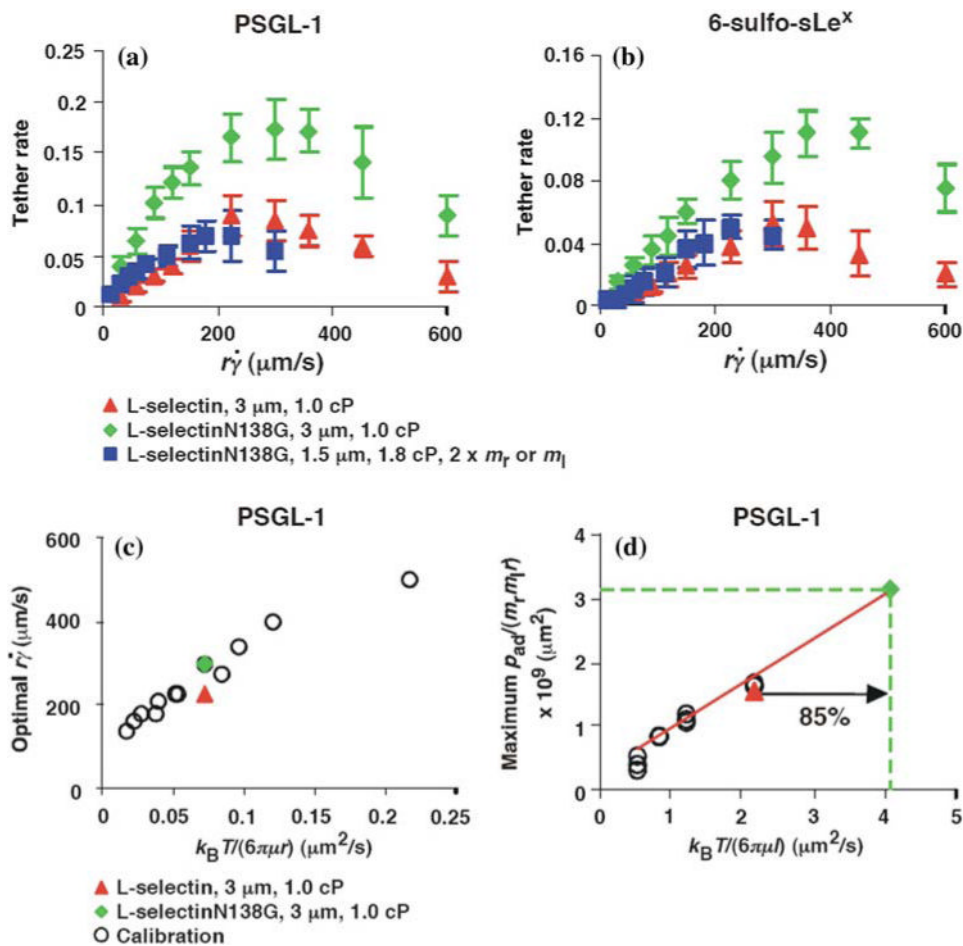 PSGL-1
(a)
Tether rate
0.25
0.2
0.15
0.1
0.05
0
0 200 400 600
rγ̇ (μm/s)
6-sulfo-sLeˣ
(b)
Tether rate
0.16
0.12
0.08
0.04
0
0 200 400 600
rγ̇ (μm/s)
L-selectin, 3 μm, 1.0 cP
L-selectinN138G, 3 μm, 1.0 cP
L-selectinN138G, 1.5 μm, 1.8 cP, 2 x mᵣ or mₗ
PSGL-1
(c)
Optimal rγ̇ (μm/s)
600
400
200
0
0 0.05 0.1 0.15 0.2 0.25
k_BT/(6πμr) (μm²/s)
L-selectin, 3 μm, 1.0 cP
L-selectinN138G, 3 μm, 1.0 cP
Calibration
PSGL-1
(d)
Maximum p_ad/(mᵣmₗr)
x 10⁹ (μm²)
4
3
2
1
0
85%
0 1 2 3 4 5
k_BT/(6πμl) (μm²/s)